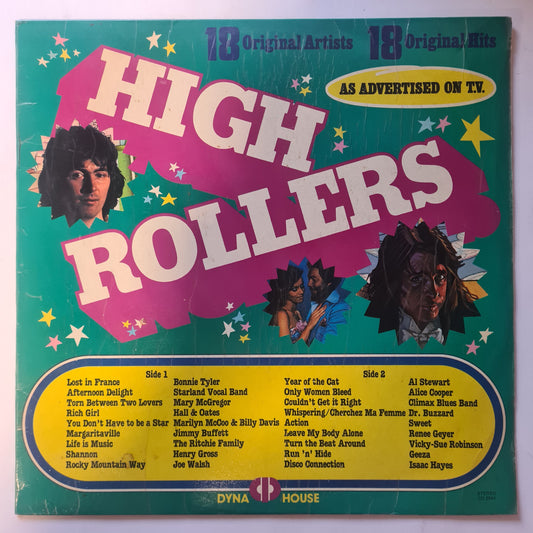 18 Original Artists 18 Original Hits
AS ADVERTISED ON T.V.
HIGH
ROLLERS
Side 1
Lost in France Bonnie Tyler
Afternoon Delight Starland Vocal Band
Torn Between Two Lovers Mary McGregor
Rich Girl Hall & Oates
You Don't Have to be a Star Marilyn McCoo & Billy Davis
Margaritaville Jimmy Buffett
Life is Music The Ritchie Family
Shannon Henry Gross
Rocky Mountain Way Joe Walsh
Side 2
Year of the Cat Al Stewart
Only Women Bleed Alice Cooper
Couldn't Get it Right Climax Blues Band
Whispering/Cherchez Ma Femme Dr. Buzzard
Action Sweet
Leave My Body Alone Renee Geyer
Turn the Beat Around Vicky-Sue Robinson
Run 'n' Hide Geeza
Disco Connection Isaac Hayes
DYNA HOUSE
STEREO